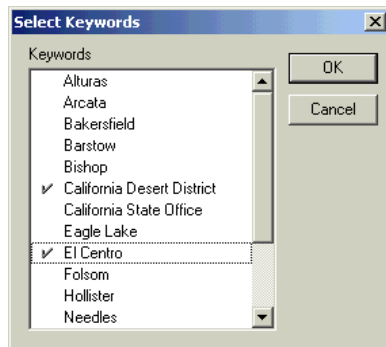 Select Keywords
Keywords
Alturas
Arcata
Bakersfield
Barstow
Bishop
California Desert District
California State Office
Eagle Lake
El Centro
Folsom
Hollister
Needles
OK
Cancel